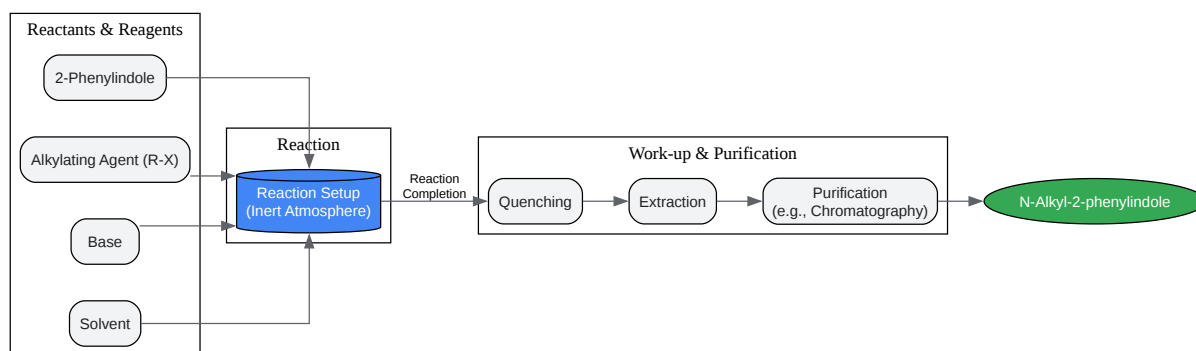 Reactants & Reagents
2-Phenylindole
Alkylating Agent (R-X)
Base
Solvent
Reaction
Reaction Setup
(Inert Atmosphere)
Reaction
Completion
Work-up & Purification
Quenching
Extraction
Purification
(e.g., Chromatography)
N-Alkyl-2-phenylindole